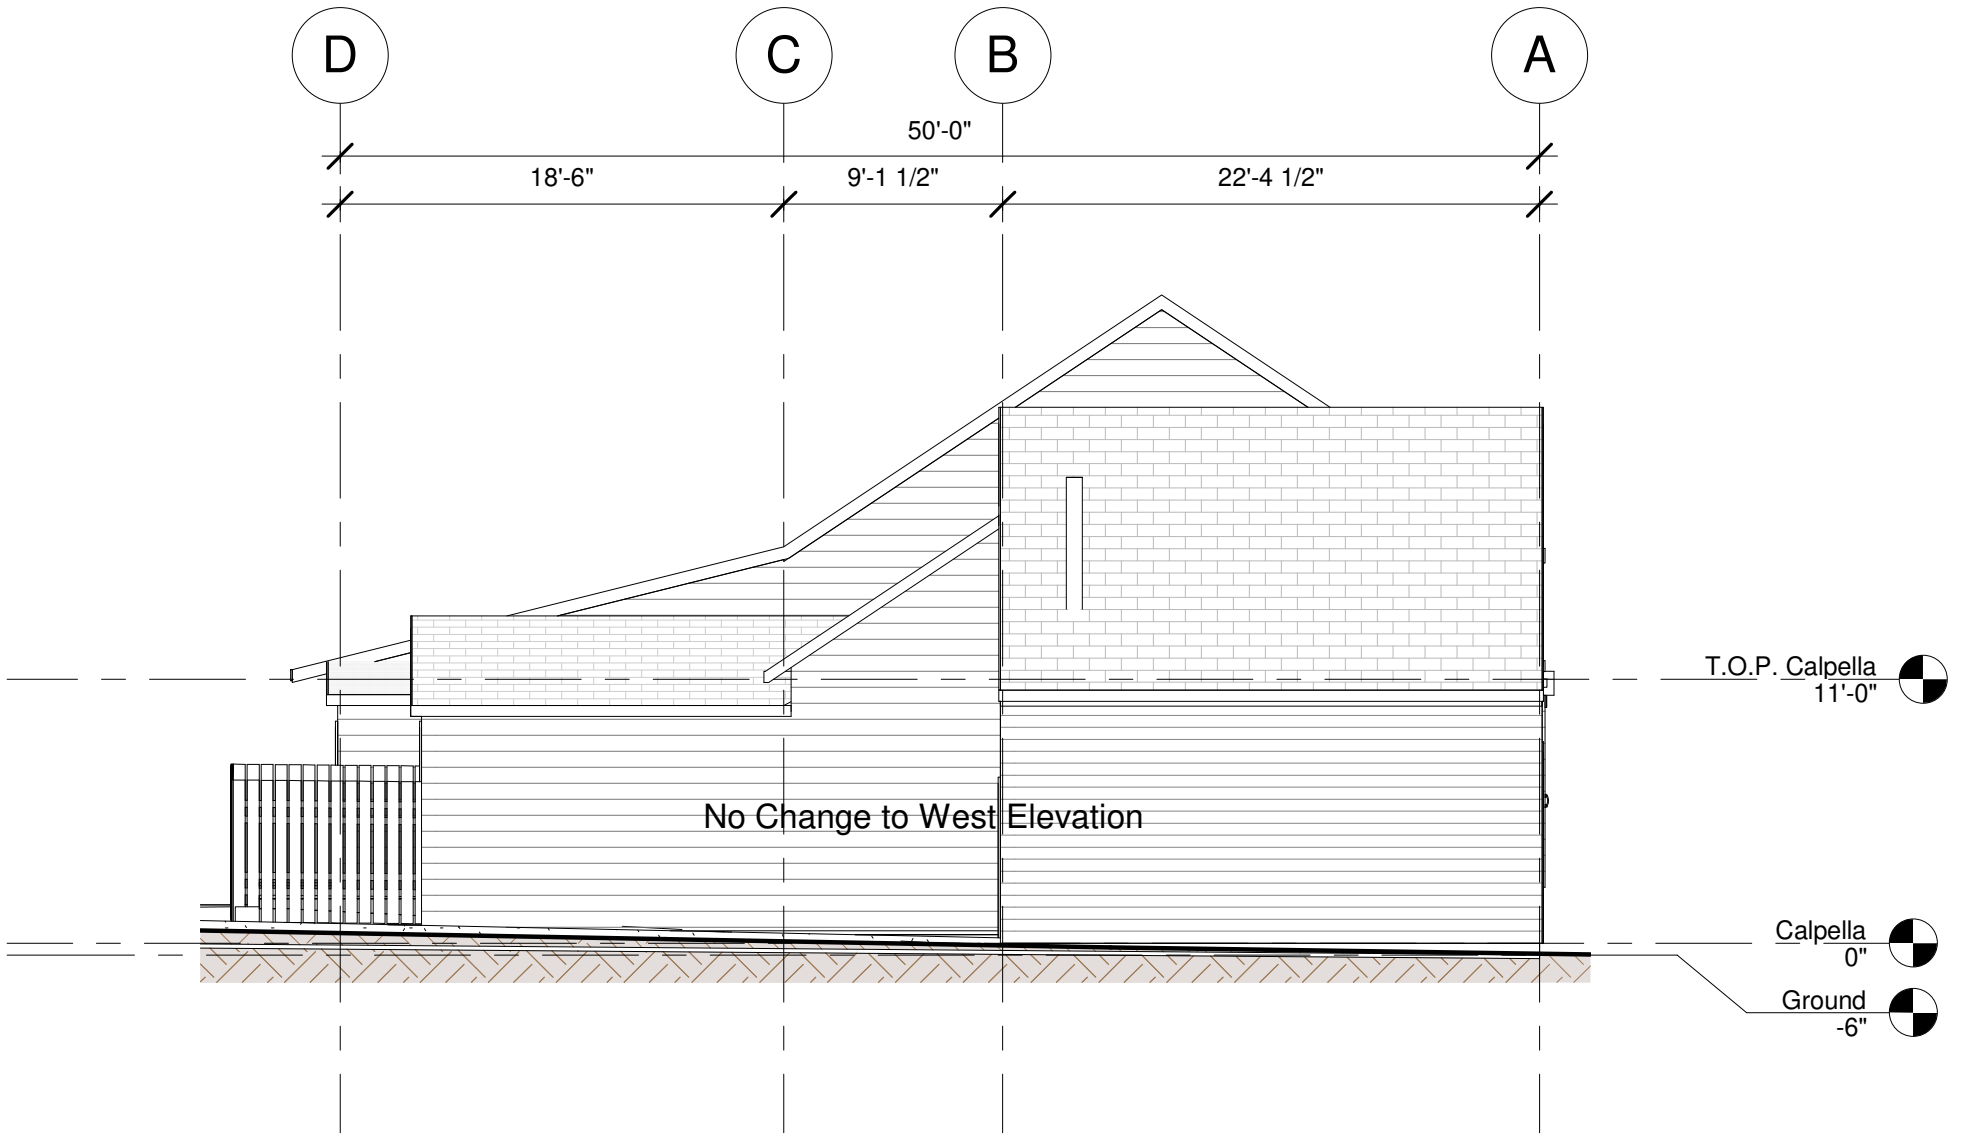 D
C
B
A
50'-0"
18'-6"
9'-1 1/2"
22'-4 1/2"
T.O.P. Calpella
11'-0"
No Change to West Elevation
Calpella
0"
Ground
-6"